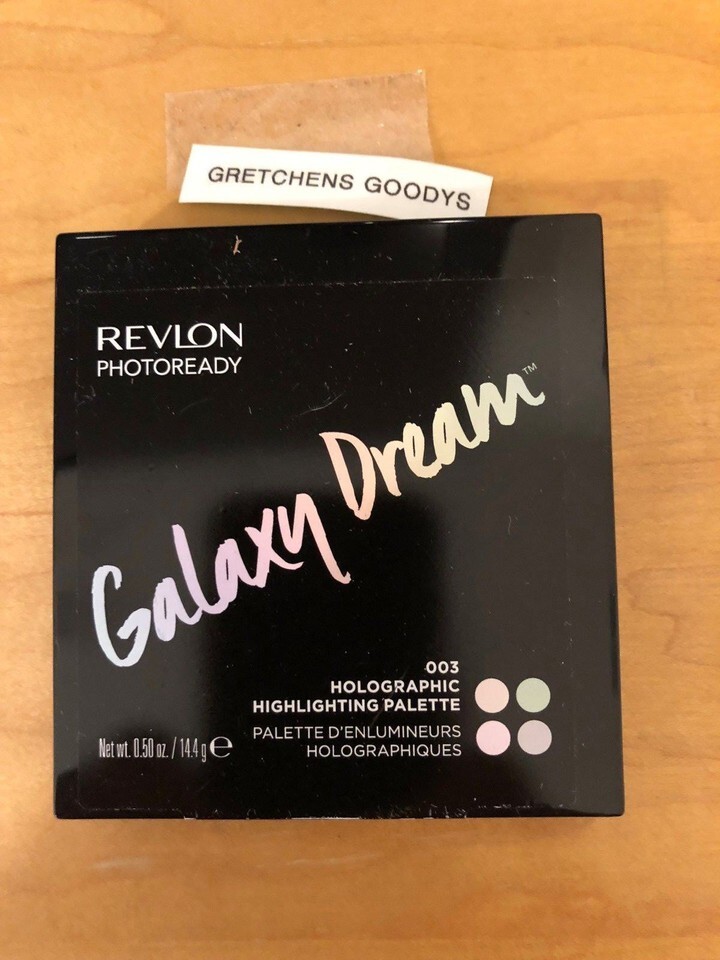 GRETCHENS GOODYS
REVLON
PHOTOREADY
Galaxy Dream™
003
HOLOGRAPHIC
HIGHLIGHTING PALETTE
PALETTE D'ENLUMINEURS
HOLOGRAPHIQUES
Net wt. 0.50 oz. / 14.4 g ℮